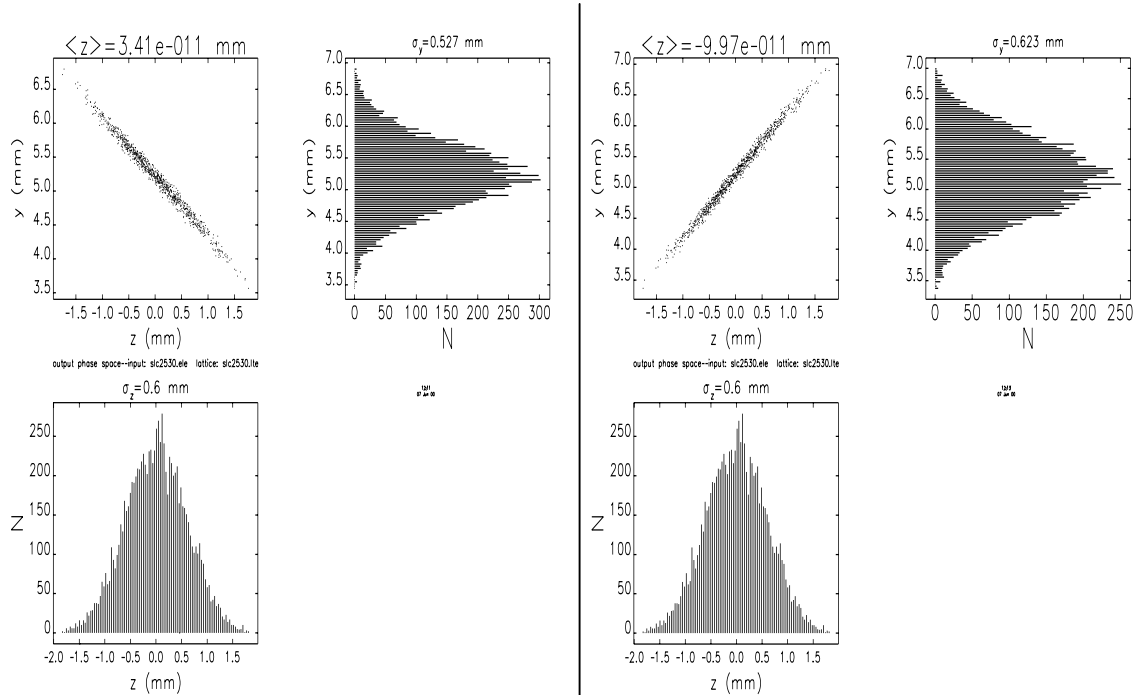 <z>=3.41e-011 mm
6.5
6.0
5.5
5.0
4.5
4.0
3.5
y (mm)
-1.5 -1.0 -0.5 0.0 0.5 1.0 1.5
z (mm)
σy=0.527 mm
7.0
6.5
6.0
5.5
5.0
4.5
4.0
3.5
y (mm)
0 50 100 150 200 250 300
N
output phase space--input: slc2530.ele lattice: slc2530.lte
σz=0.6 mm
250
200
150
100
50
0
N
-2.0 -1.5 -1.0 -0.5 0.0 0.5 1.0 1.5
z (mm)
<z>=-9.97e-011 mm
7.0
6.5
6.0
5.5
5.0
4.5
4.0
3.5
y (mm)
-1.5 -1.0 -0.5 0.0 0.5 1.0 1.5
z (mm)
σy=0.623 mm
7.0
6.5
6.0
5.5
5.0
4.5
4.0
3.5
y (mm)
0 50 100 150 200 250
N
output phase space--input: slc2530.ele lattice: slc2530.lte
σz=0.6 mm
250
200
150
100
50
0
N
-2.0 -1.5 -1.0 -0.5 0.0 0.5 1.0 1.5
z (mm)